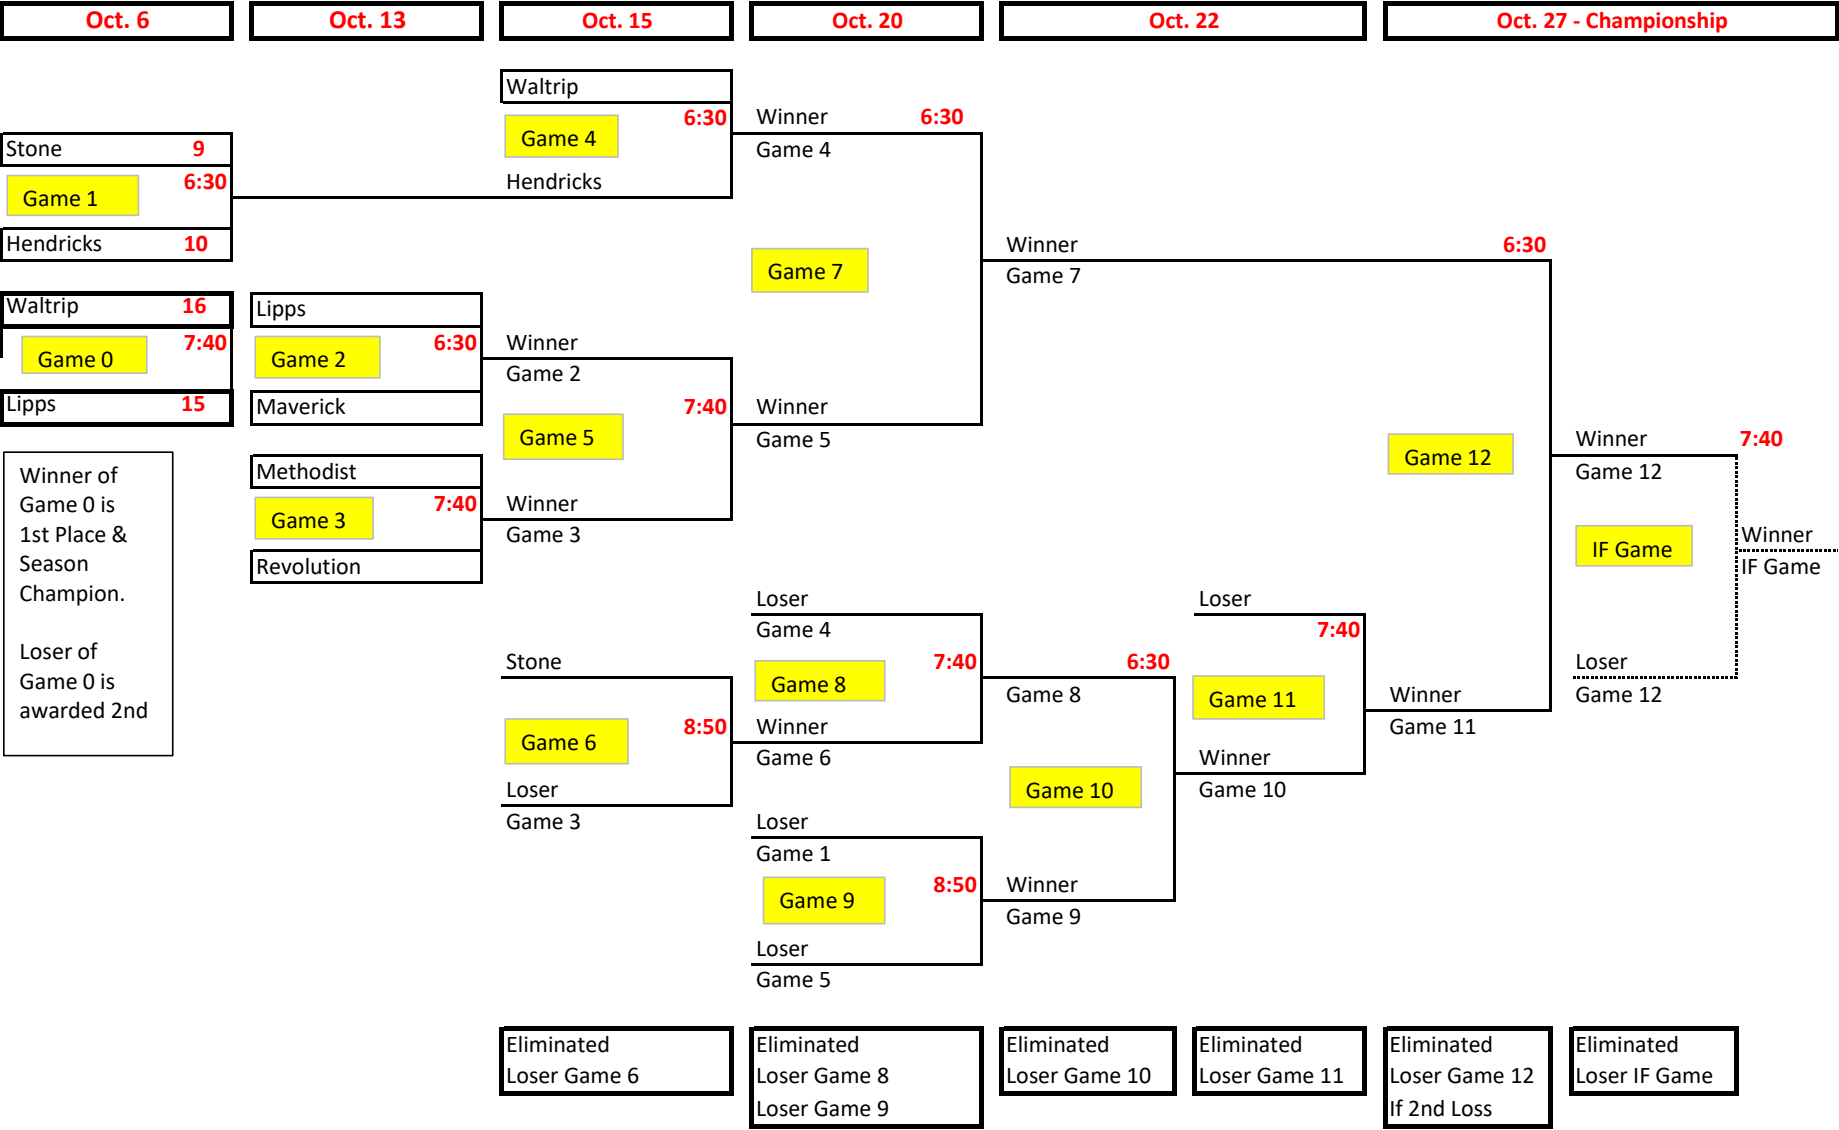 Oct. 6
Oct. 13
Oct. 15
Oct. 20
Oct. 22
Oct. 27 - Championship
Stone 9
Game 1 6:30
Hendricks 10
Waltrip 16
Game 0 7:40
Lipps 15
Winner of
Game 0 is
1st Place &
Season
Champion.
Loser of
Game 0 is
awarded 2nd
Lipps
Game 2 6:30
Maverick
Methodist
Game 3 7:40
Revolution
Waltrip
Game 4 6:30
Hendricks
Winner
Game 2
Game 5 7:40
Winner
Game 3
Stone
Game 6 8:50
Loser
Game 3
Winner 6:30
Game 4
Game 7
Winner
Game 5
Loser
Game 4
Game 8 7:40
Winner
Game 6
Loser
Game 1
Game 9 8:50
Loser
Game 5
Winner 6:30
Game 7
6:30
Game 8
Game 10
Winner
Game 9
Loser
7:40
Game 11
Winner
Game 10
Game 12
Winner
Game 11
Winner 7:40
Game 12
IF Game
Loser
Game 12
Winner
IF Game
Eliminated
Loser Game 6
Eliminated
Loser Game 8
Loser Game 9
Eliminated
Loser Game 10
Eliminated
Loser Game 11
Eliminated
Loser Game 12
If 2nd Loss
Eliminated
Loser IF Game